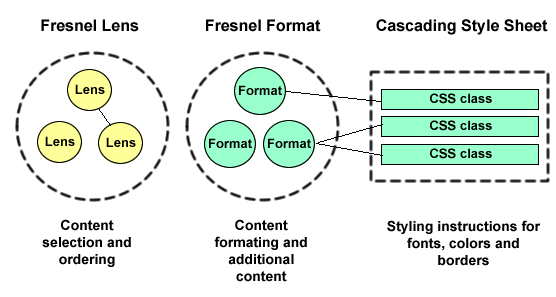 Fresnel Lens
Fresnel Format
Cascading Style Sheet
Lens
Lens
Lens
Format
Format
Format
CSS class
CSS class
CSS class
Content
selection and
ordering
Content
formating and
additional
content
Styling instructions for
fonts, colors and
borders